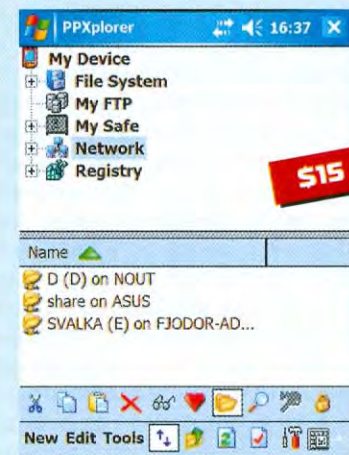 PPXplorer 16:37
My Device
File System
My FTP
My Safe
Network
Registry
$15
Name
D (D) on NOUT
share on ASUS
SVALKA (E) on FJODOR-AD...
New Edit Tools